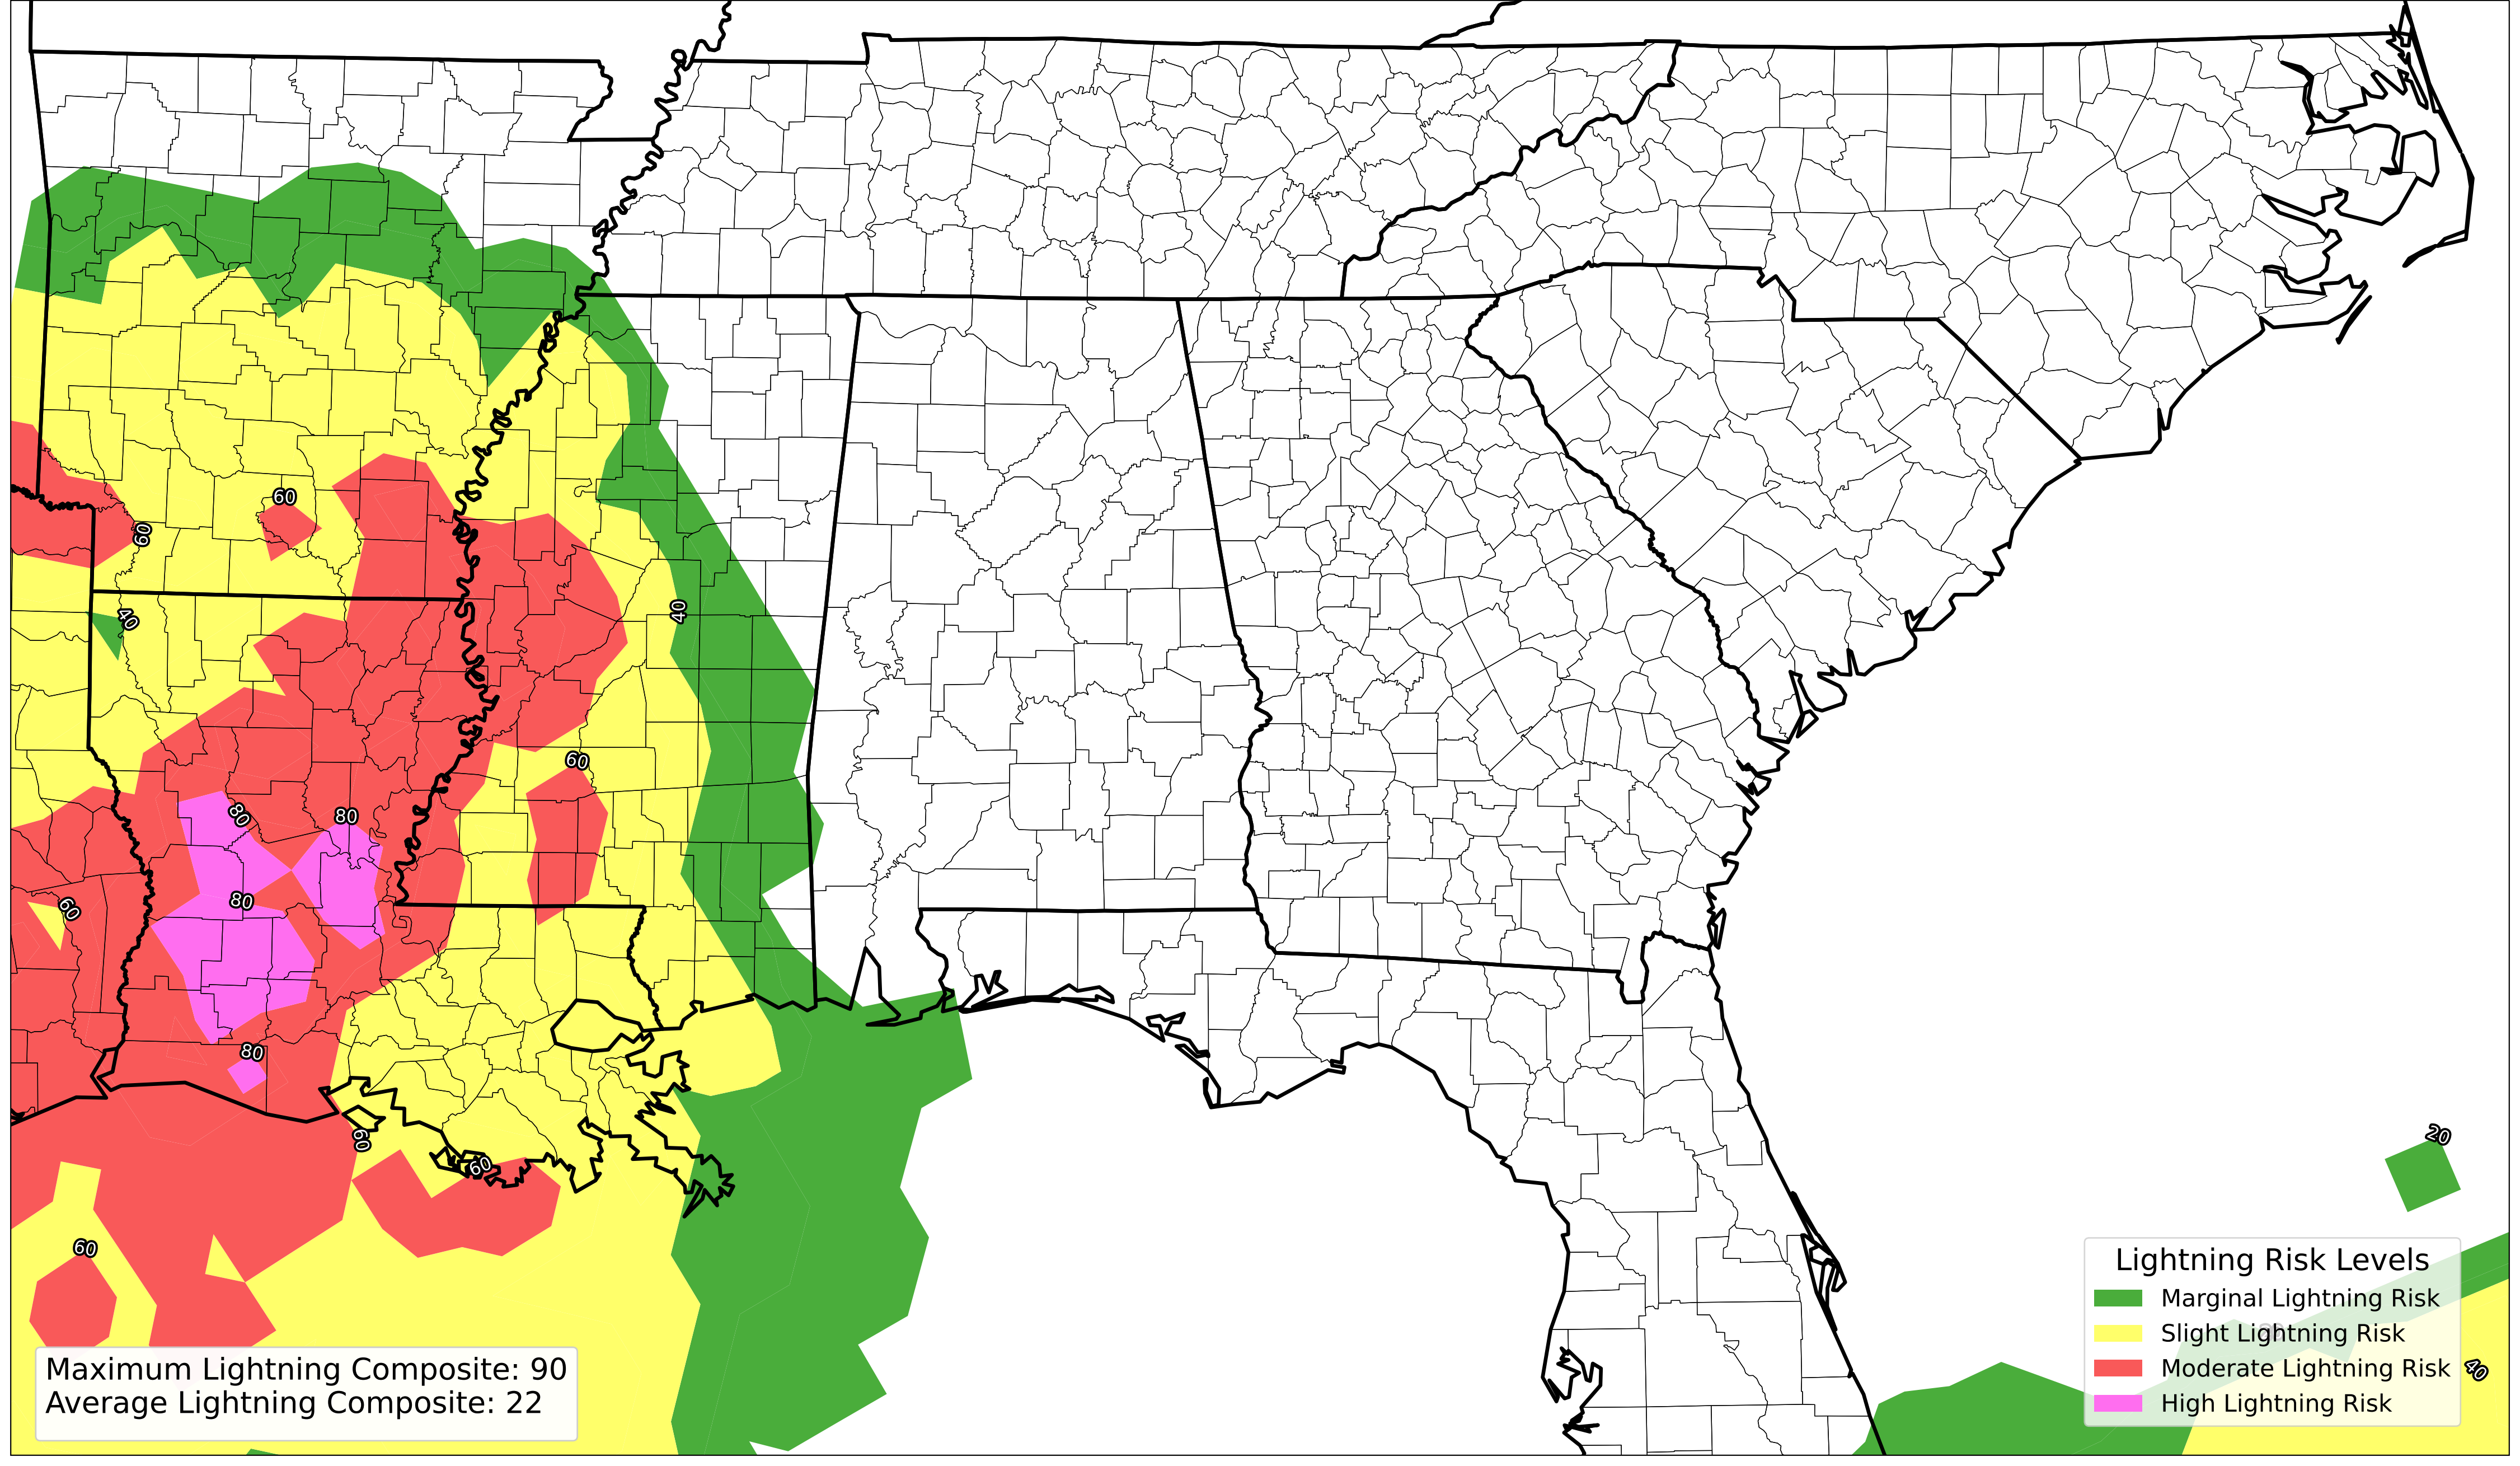 60
60
40
40
60
80
80
80
60
80
60
60
60
20
Lightning Risk Levels
Marginal Lightning Risk
Slight Lightning Risk
Moderate Lightning Risk
High Lightning Risk
40
Maximum Lightning Composite: 90
Average Lightning Composite: 22